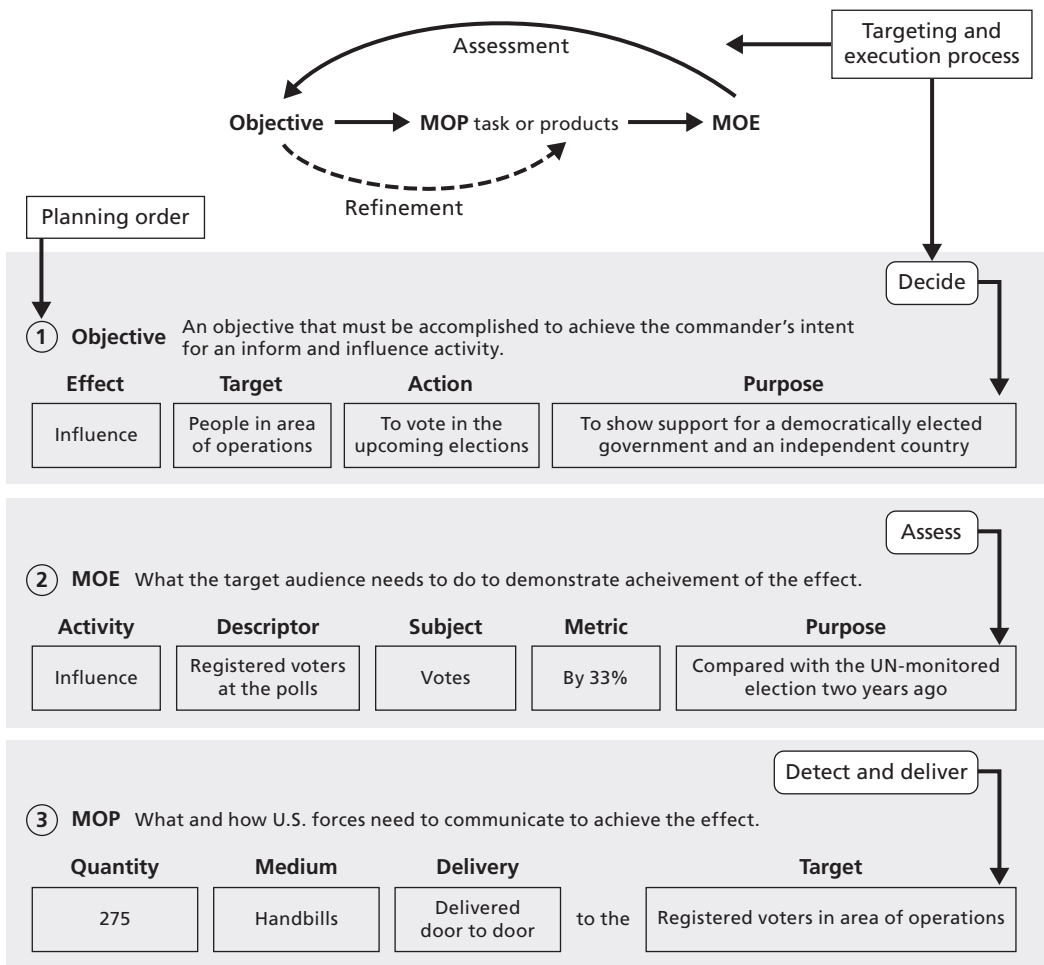 Targeting and
execution process
Assessment
Objective MOP task or products MOE
Refinement
Planning order
Decide
1 Objective An objective that must be accomplished to achieve the commander's intent
for an inform and influence activity.
Effect Target Action Purpose
Influence
People in area
of operations
To vote in the
upcoming elections
To show support for a democratically elected
government and an independent country
Assess
2 MOE What the target audience needs to do to demonstrate acheivement of the effect.
Activity Descriptor Subject Metric Purpose
Influence
Registered voters
at the polls
Votes
By 33%
Compared with the UN-monitored
election two years ago
Detect and deliver
3 MOP What and how U.S. forces need to communicate to achieve the effect.
Quantity Medium Delivery Target
275
Handbills
Delivered
door to door
to the
Registered voters in area of operations